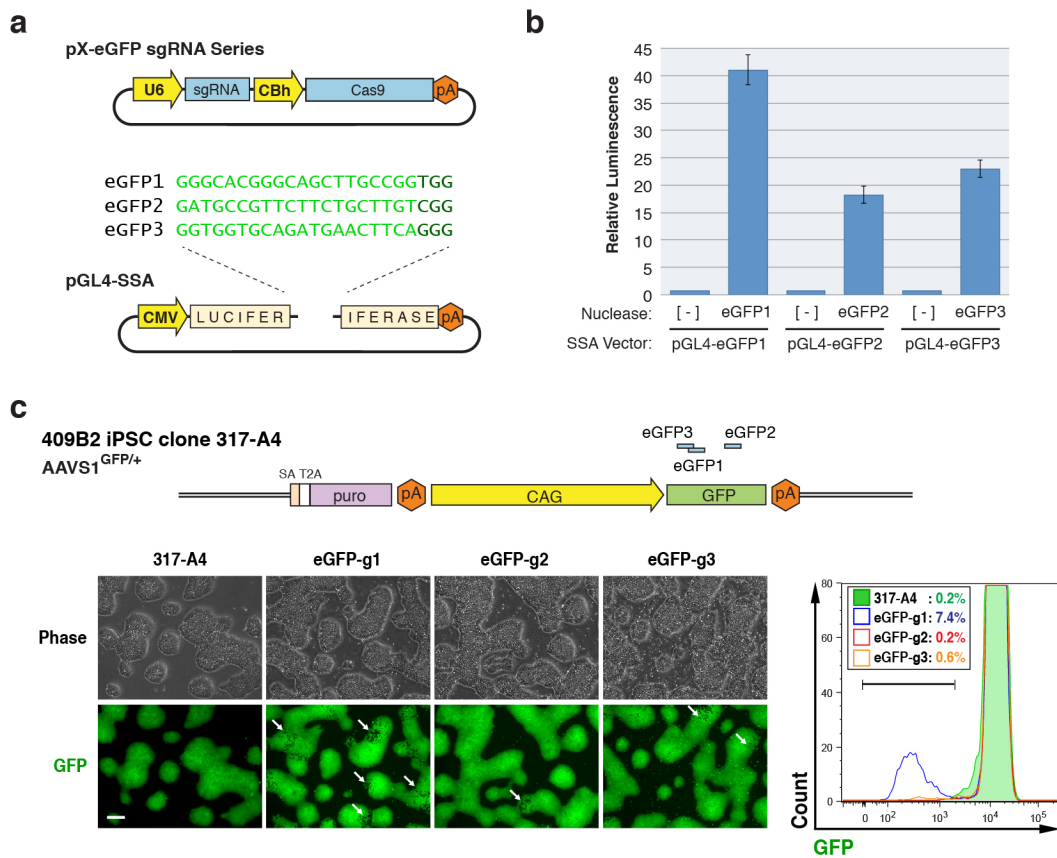 a
pX-eGFP sgRNA Series
U6 sgRNA CBh Cas9 pA
eGFP1 GGGCACGGGCAGCTTGCCGGTGG
eGFP2 GATGCCGTTCTTCTGCTTGTCGG
eGFP3 GGTGGTGCAGATGAACTTCAGGG
pGL4-SSA
CMV LUCIFER IFERASE pA
b
Relative Luminescence
45
40
35
30
25
20
15
10
5
0
Nuclease: [ - ] eGFP1 [ - ] eGFP2 [ - ] eGFP3
SSA Vector: pGL4-eGFP1 pGL4-eGFP2 pGL4-eGFP3
c
409B2 iPSC clone 317-A4
AAVS1GFP/+
eGFP3 eGFP2
eGFP1
SA T2A
puro pA CAG GFP pA
317-A4 eGFP-g1 eGFP-g2 eGFP-g3
Phase
GFP
80
60
40
20
0
Count
317-A4 : 0.2%
eGFP-g1: 7.4%
eGFP-g2: 0.2%
eGFP-g3: 0.6%
0 10² 10³ 10⁴ 10⁵
GFP